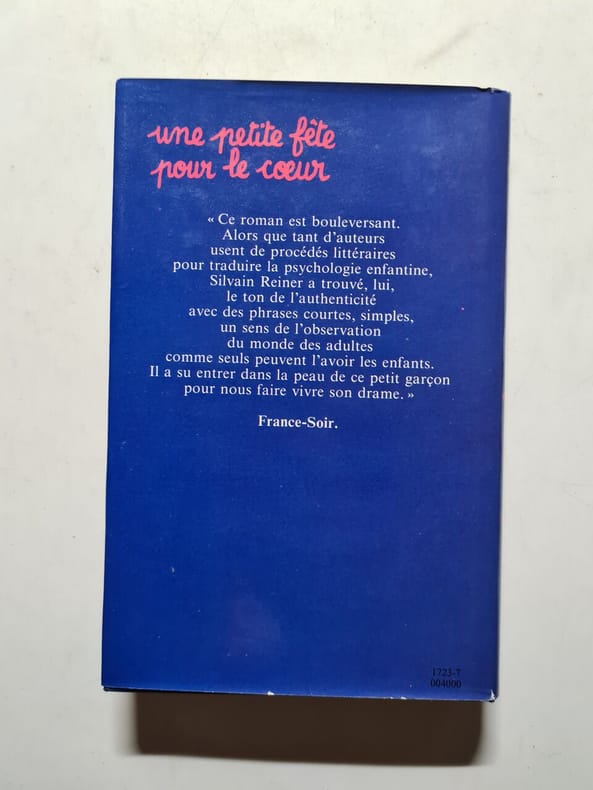 une petite fête
pour le cœur
« Ce roman est bouleversant.
Alors que tant d'auteurs
usent de procédés littéraires
pour traduire la psychologie enfantine,
Silvain Reiner a trouvé, lui,
le ton de l'authenticité
avec des phrases courtes, simples,
un sens de l'observation
du monde des adultes
comme seuls peuvent l'avoir les enfants.
Il a su entrer dans la peau de ce petit garçon
pour nous faire vivre son drame. »
France-Soir.
1723-7
004000